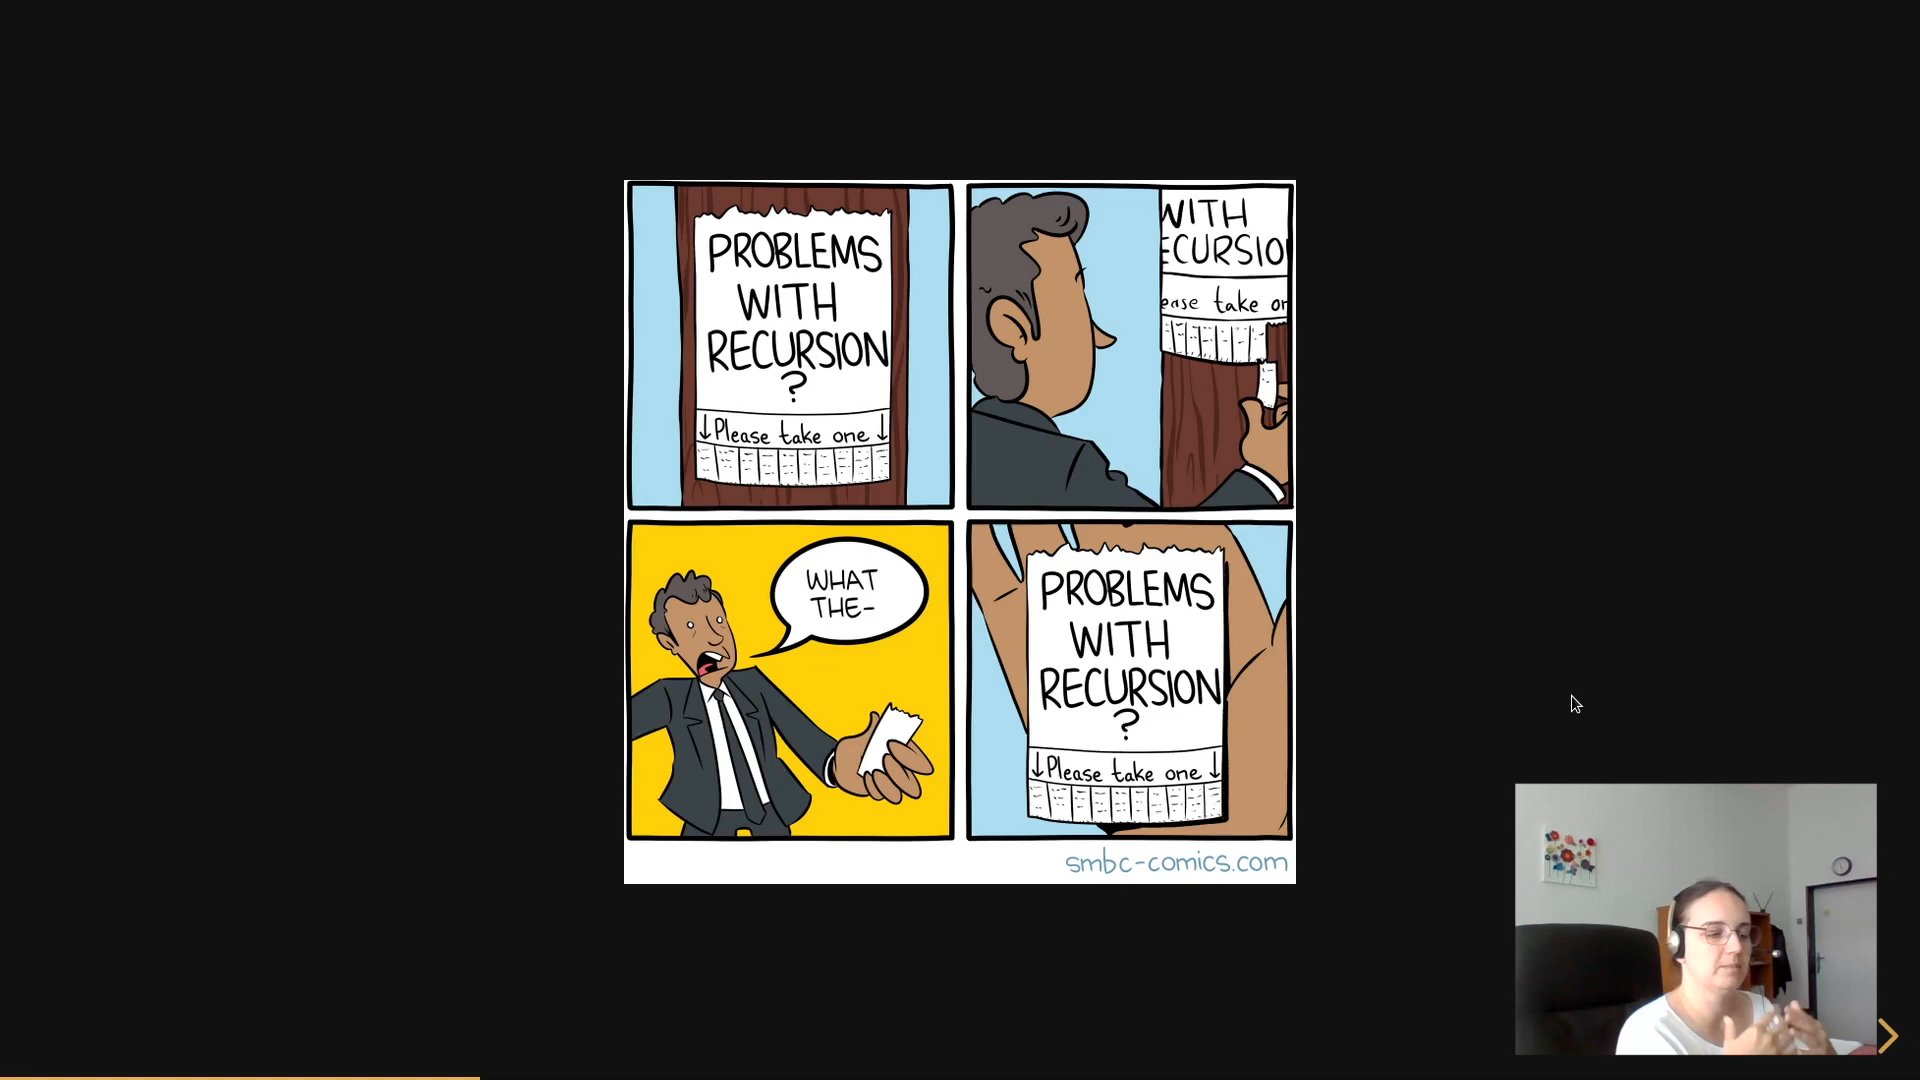 PROBLEMS
WITH
RECURSION
?
↓Please take one↓
WITH
ECURSIO
ease take on
WHAT
THE-
PROBLEMS
WITH
RECURSION
?
↓Please take one↓
smbc-comics.com